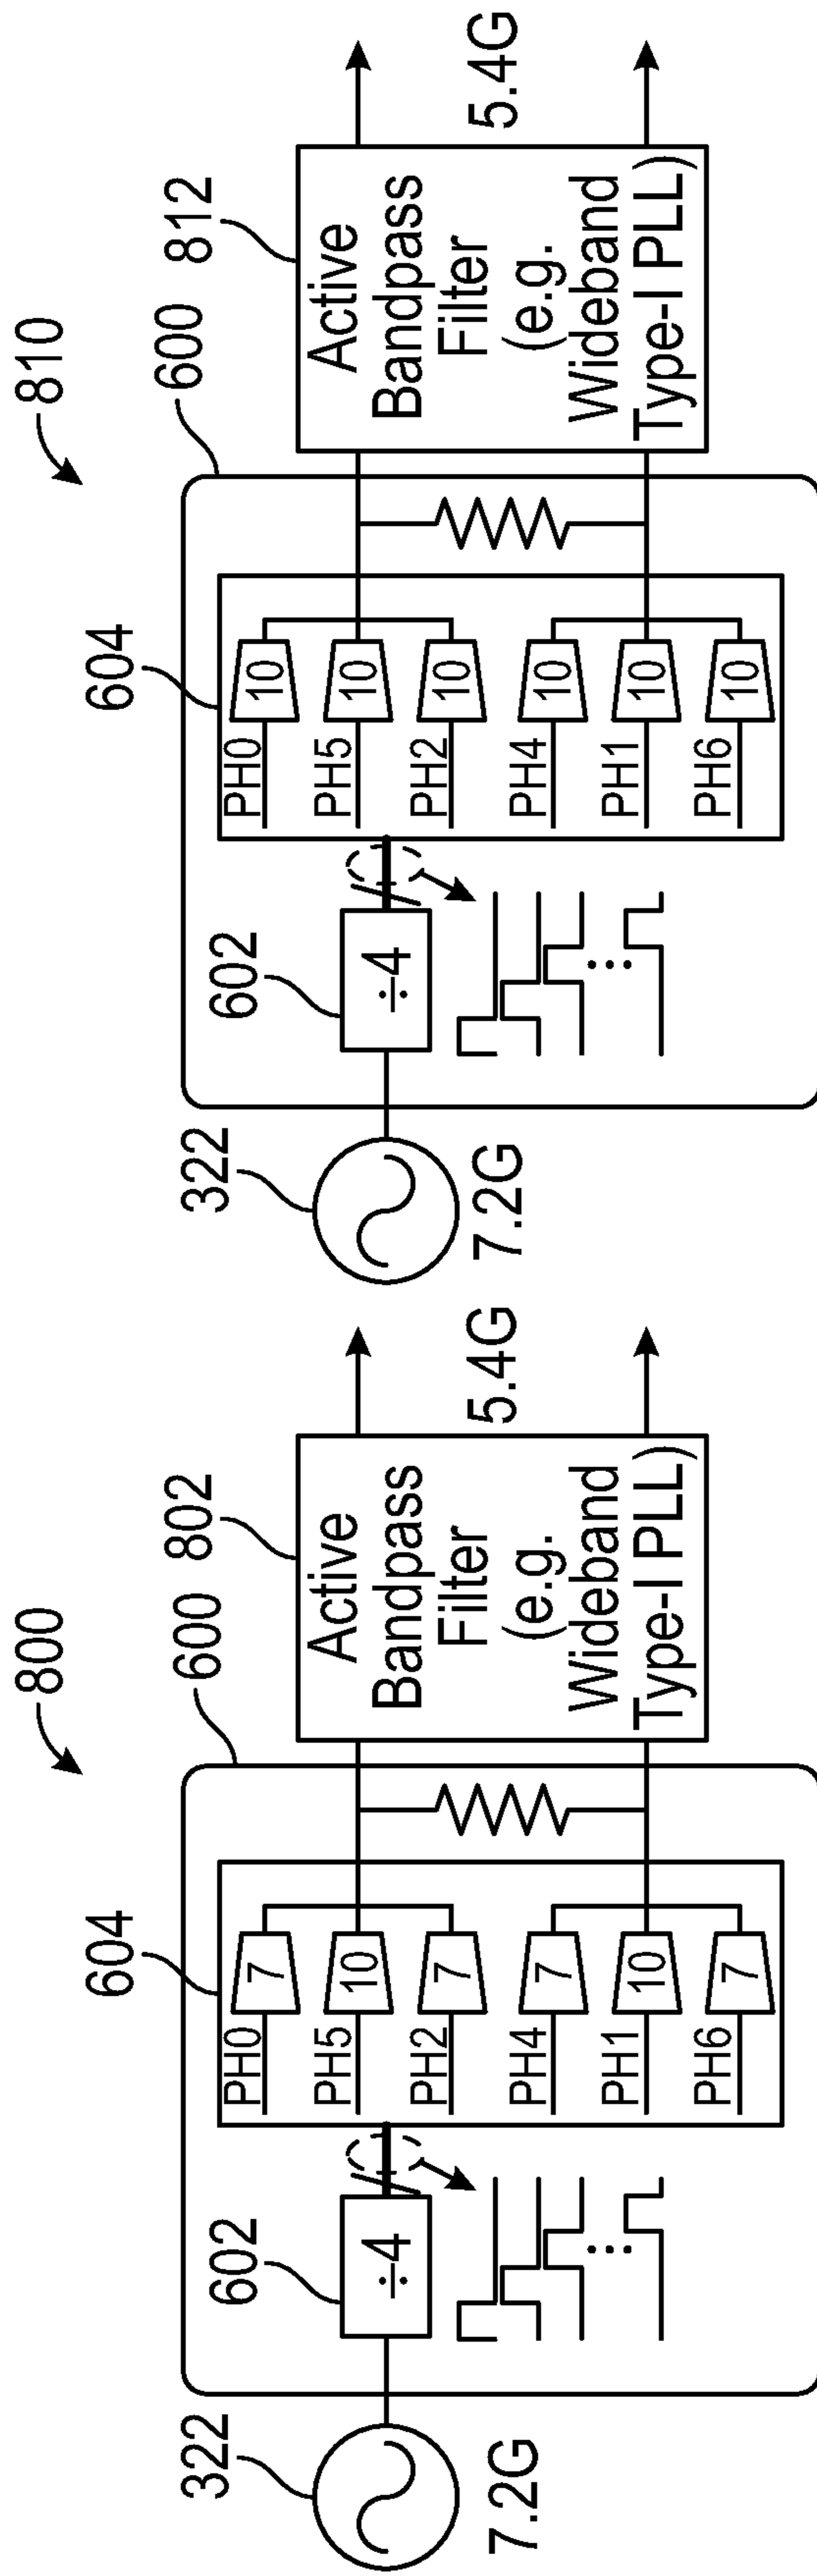 800
322
7.2G
602
÷4
604
PH0
7
PH5
10
PH2
7
PH4
7
PH1
10
PH6
7
600
802
Active
Bandpass
Filter
(e.g.
Wideband
Type-I PLL)
5.4G
810
322
7.2G
602
÷4
604
PH0
10
PH5
10
PH2
10
PH4
10
PH1
10
PH6
10
600
812
Active
Bandpass
Filter
(e.g.
Wideband
Type-I PLL)
5.4G